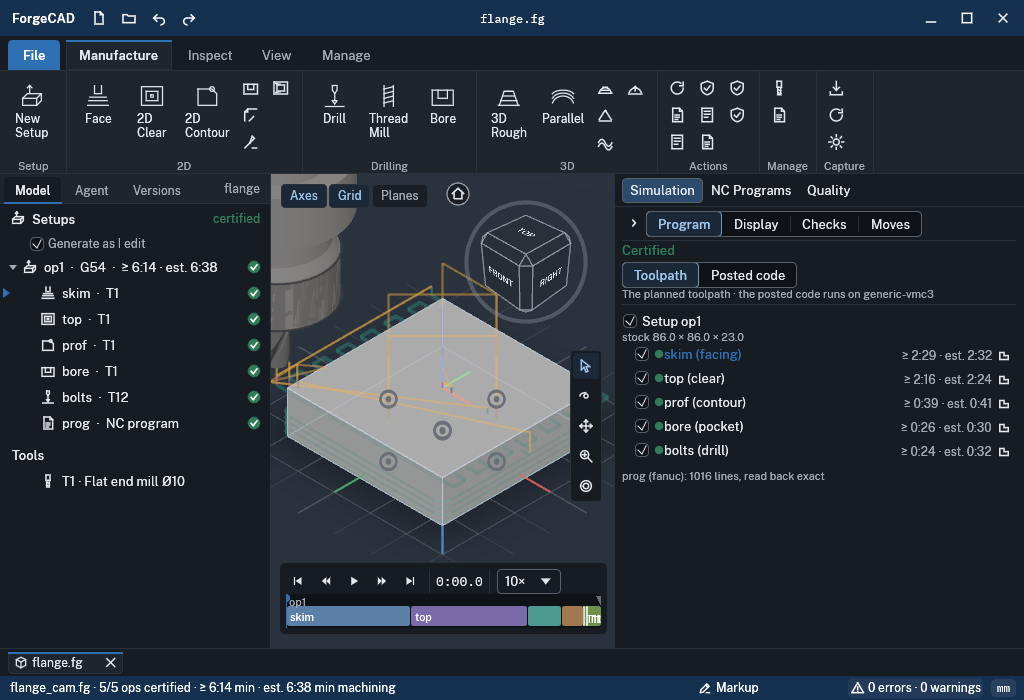 ForgeCAD
flange.fg
File Manufacture Inspect View Manage
New Setup
Face
2D Clear
2D Contour
Drill
Thread Mill
Bore
3D Rough
Parallel
Setup 2D Drilling 3D Actions Manage Capture
Model Agent Versions flange
Setups certified
Generate as I edit
op1 · G54 · ≥ 6:14 · est. 6:38
skim · T1
top · T1
prof · T1
bore · T1
bolts · T12
prog · NC program
Tools
T1 · Flat end mill Ø10
Axes Grid Planes
TOP
FRONT
RIGHT
0:00.0 10×
op1
skim top
Simulation NC Programs Quality
Program Display Checks Moves
Certified
Toolpath Posted code
The planned toolpath · the posted code runs on generic-vmc3
Setup op1
stock 86.0 × 86.0 × 23.0
skim (facing) ≥ 2:29 · est. 2:32
top (clear) ≥ 2:16 · est. 2:24
prof (contour) ≥ 0:39 · est. 0:41
bore (pocket) ≥ 0:26 · est. 0:30
bolts (drill) ≥ 0:24 · est. 0:32
prog (fanuc): 1016 lines, read back exact
flange.fg
flange_cam.fg · 5/5 ops certified · ≥ 6:14 min · est. 6:38 min machining
Markup
0 errors · 0 warnings mm